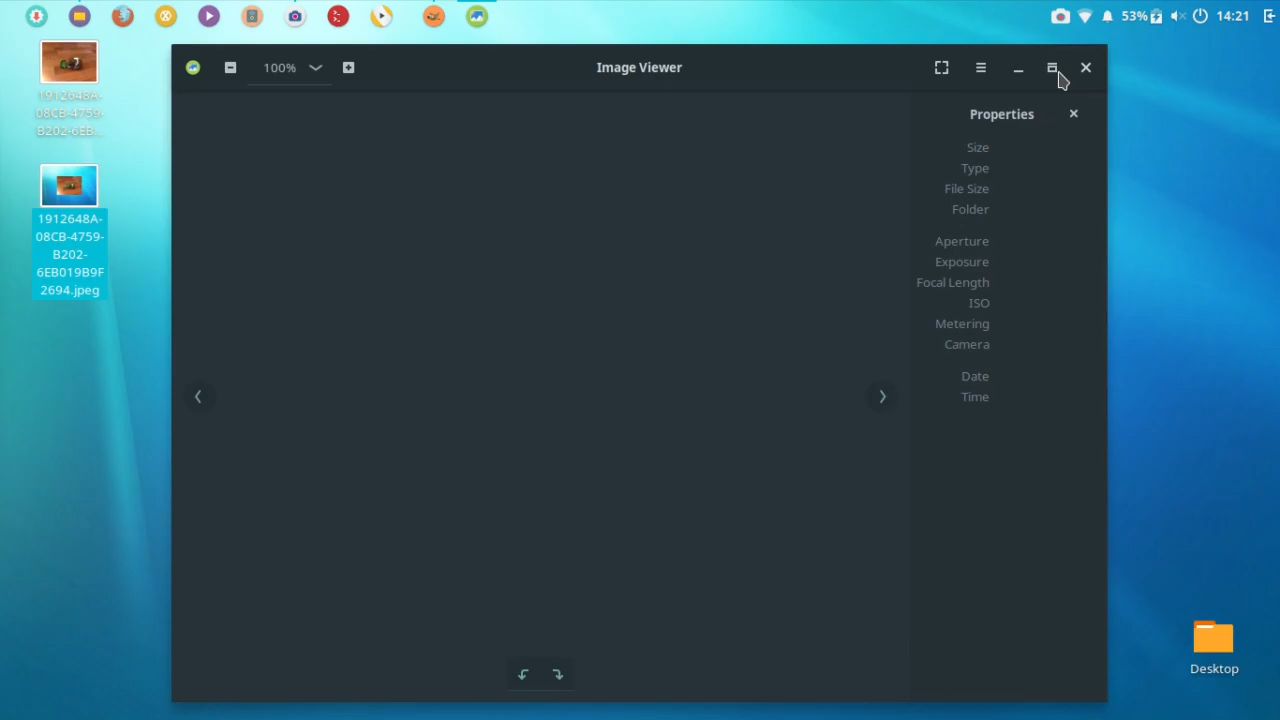 53%
14:21
1912648A-
08CB-4759-
B202-6EB...
1912648A-
08CB-4759-
B202-
6EB019B9F
2694.jpeg
100%
Image Viewer
Properties
Size
Type
File Size
Folder
Aperture
Exposure
Focal Length
ISO
Metering
Camera
Date
Time
Desktop